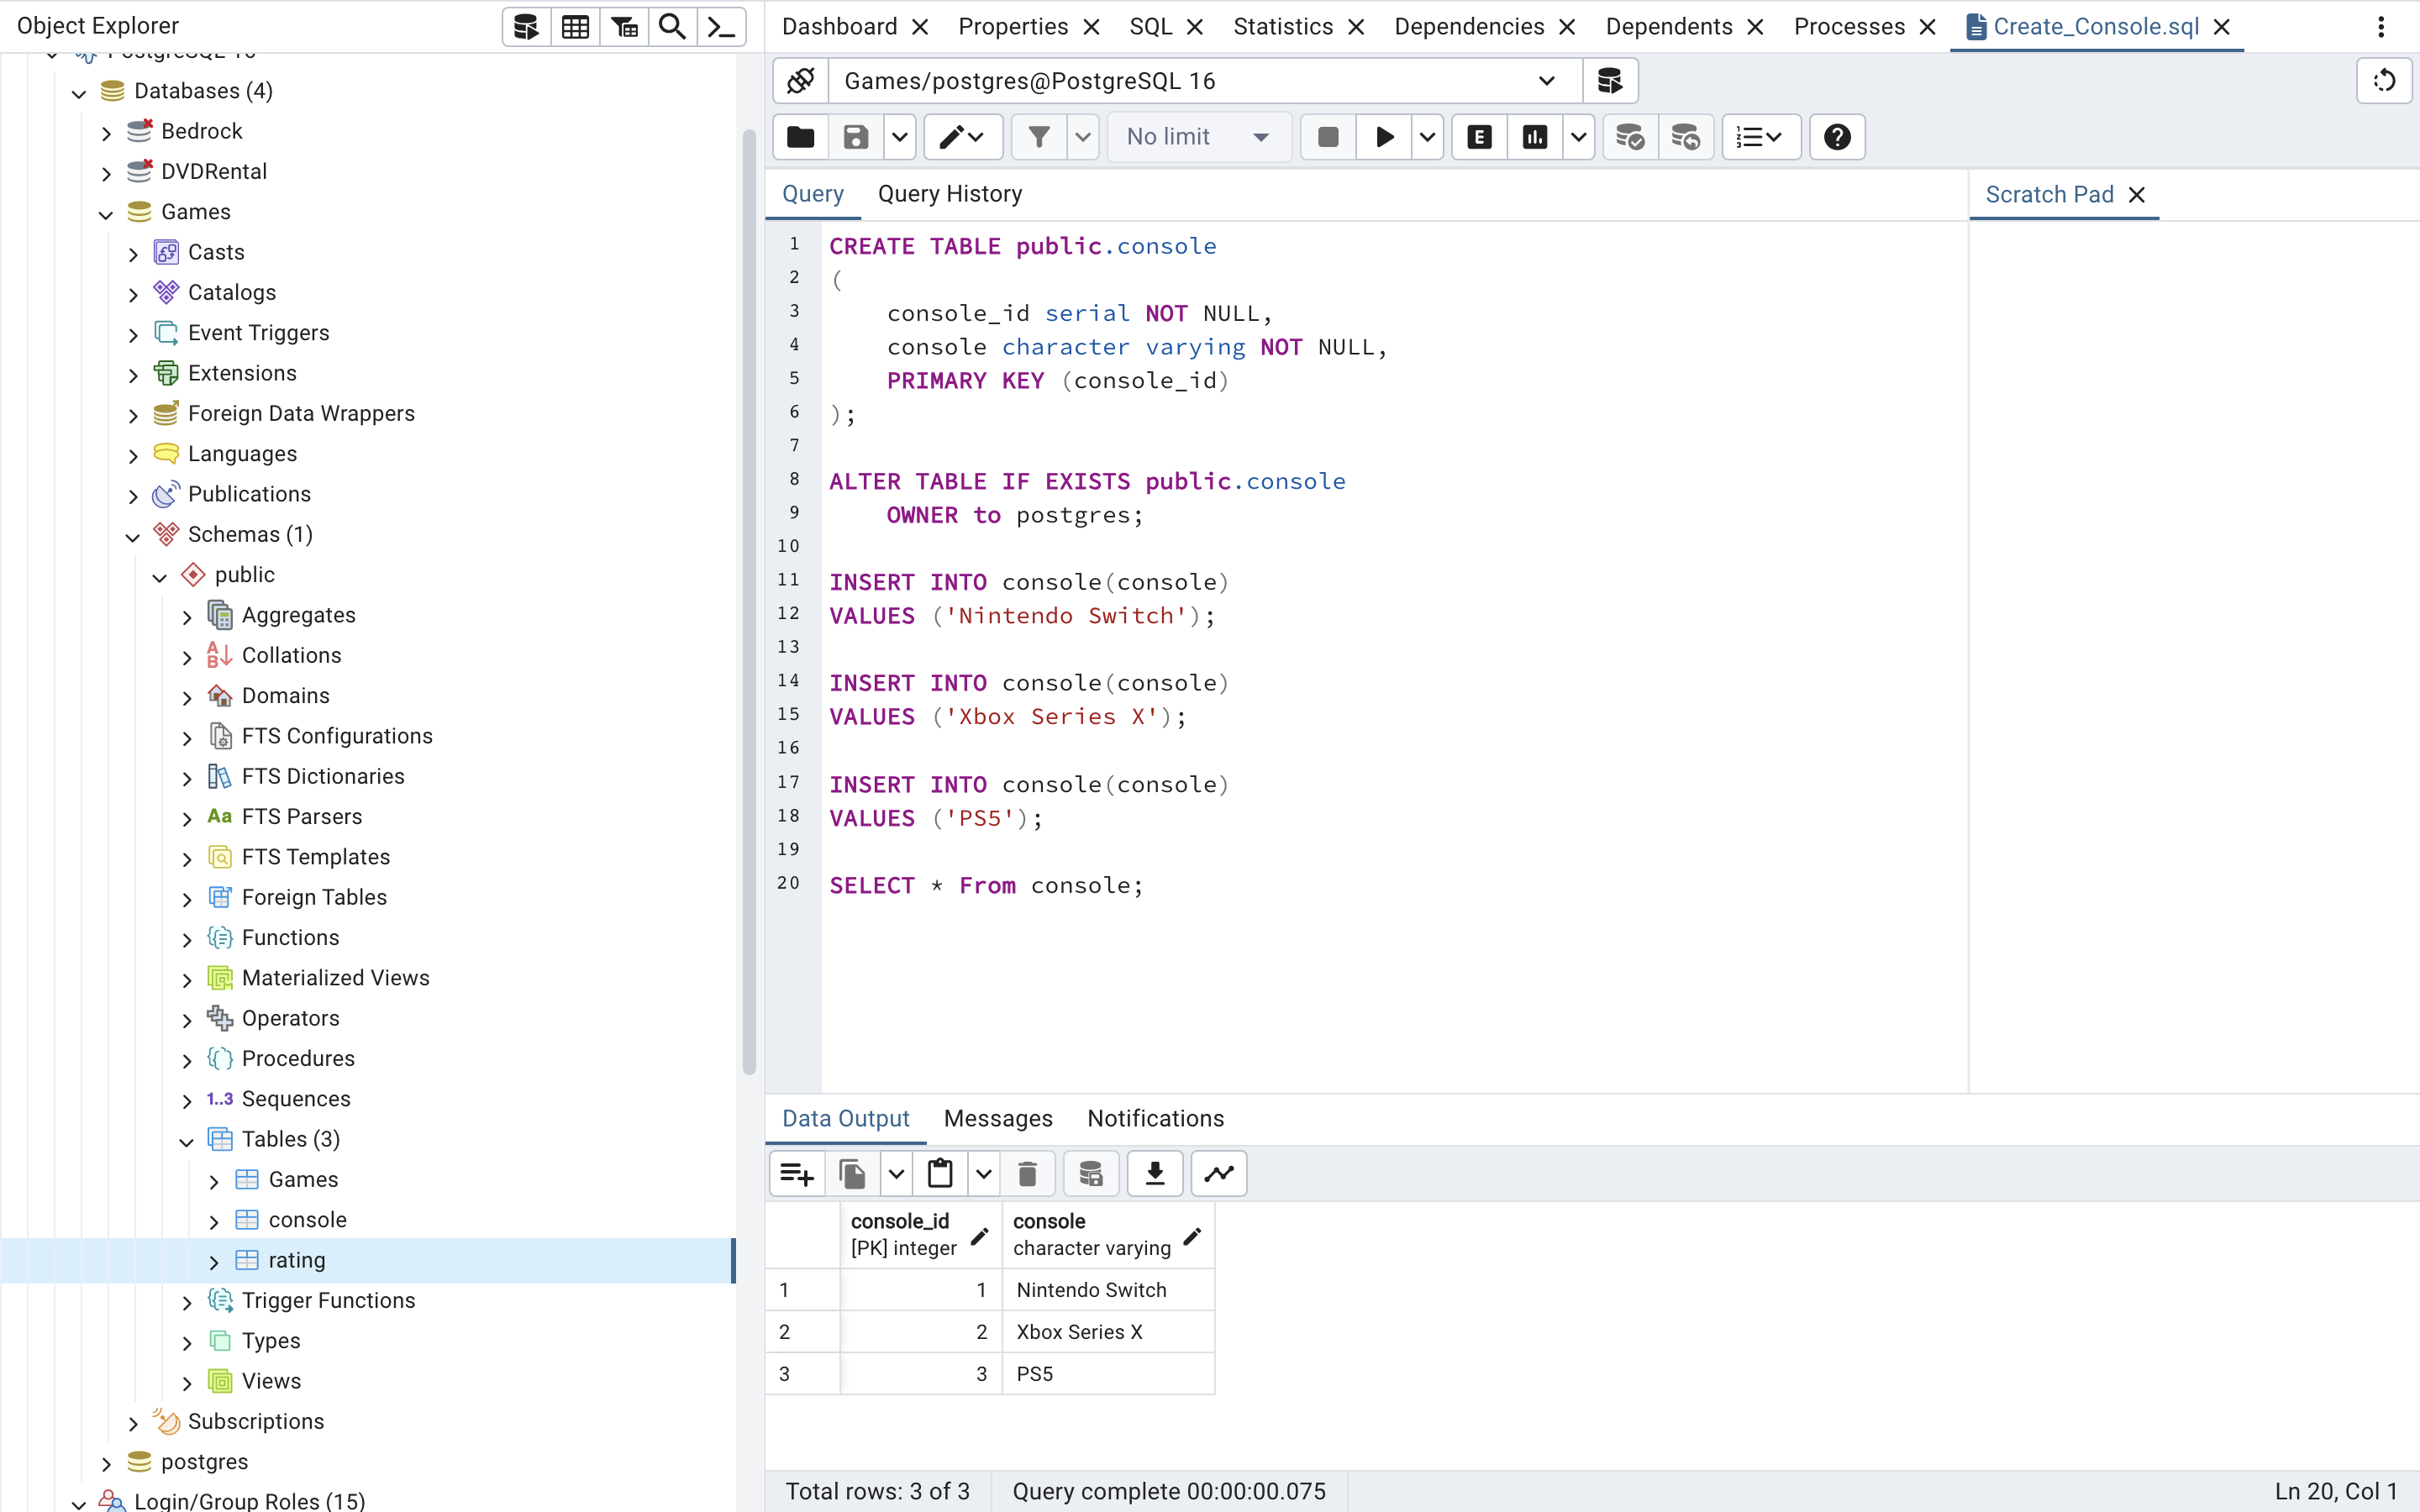 Object Explorer
PostgreSQL 16
Databases (4)
Bedrock
DVDRental
Games
Casts
Catalogs
Event Triggers
Extensions
Foreign Data Wrappers
Languages
Publications
Schemas (1)
public
Aggregates
Collations
Domains
FTS Configurations
FTS Dictionaries
Aa FTS Parsers
FTS Templates
Foreign Tables
Functions
Materialized Views
Operators
Procedures
1..3 Sequences
Tables (3)
Games
console
rating
Trigger Functions
Types
Views
Subscriptions
postgres
Login/Group Roles (15)
Dashboard Properties SQL Statistics Dependencies Dependents Processes Create_Console.sql
Games/postgres@PostgreSQL 16
No limit E
Query Query History
Scratch Pad
1 CREATE TABLE public.console
2 (
3 console_id serial NOT NULL,
4 console character varying NOT NULL,
5 PRIMARY KEY (console_id)
6 );
7
8 ALTER TABLE IF EXISTS public.console
9 OWNER to postgres;
10
11 INSERT INTO console(console)
12 VALUES ('Nintendo Switch');
13
14 INSERT INTO console(console)
15 VALUES ('Xbox Series X');
16
17 INSERT INTO console(console)
18 VALUES ('PS5');
19
20 SELECT * From console;
Data Output Messages Notifications
console_id console
[PK] integer character varying
1 1 Nintendo Switch
2 2 Xbox Series X
3 3 PS5
Total rows: 3 of 3 Query complete 00:00:00.075 Ln 20, Col 1